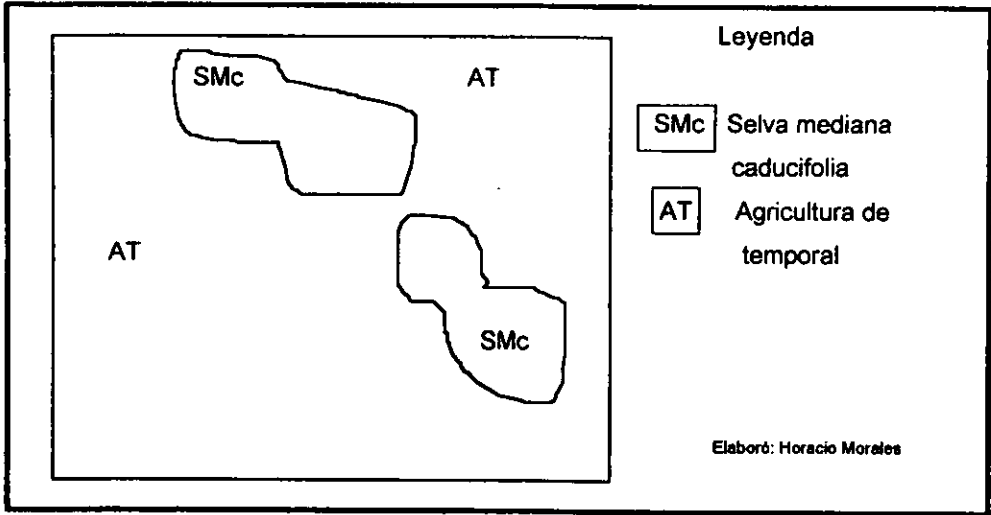 Leyenda
SMc
AT
SMc Selva mediana
caducifolia
AT Agricultura de
temporal
AT
SMc
Elaboró: Horacio Morales